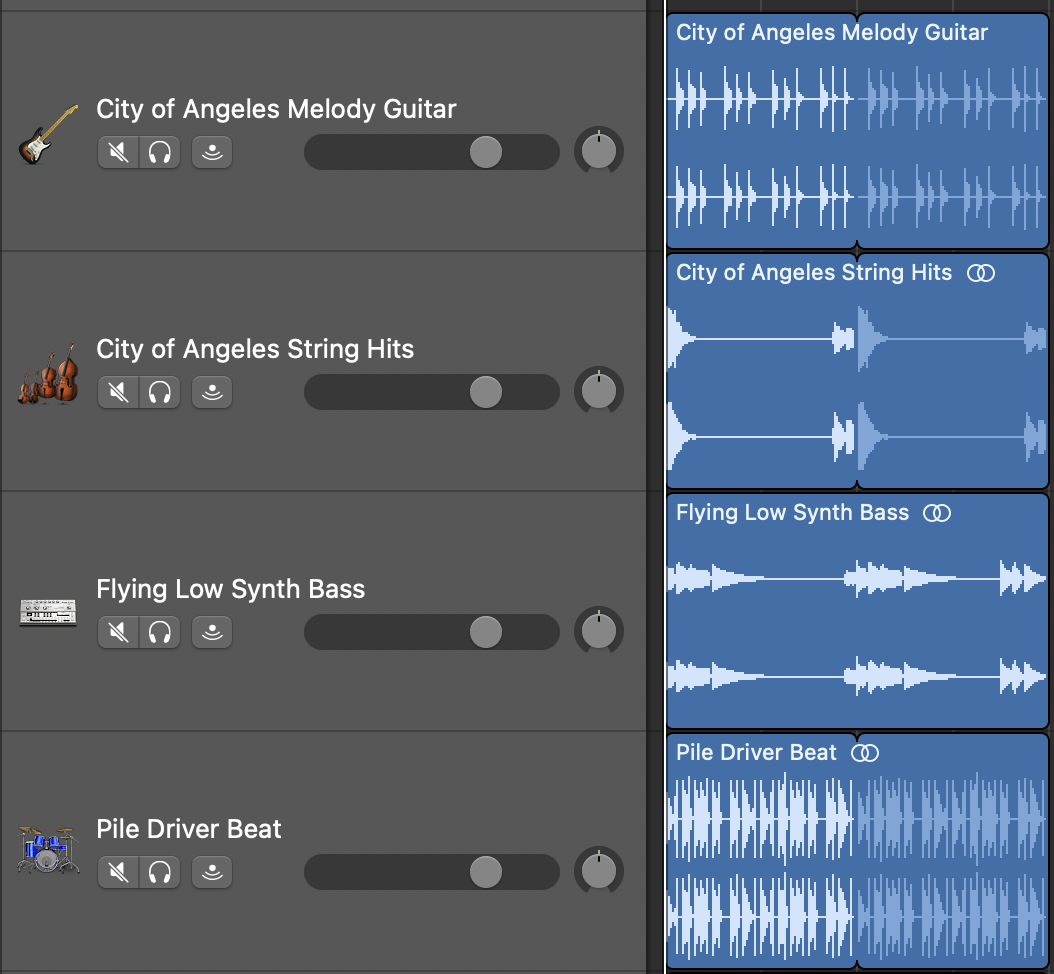 City of Angeles Melody Guitar
City of Angeles Melody Guitar
City of Angeles String Hits
City of Angeles String Hits
Flying Low Synth Bass
Flying Low Synth Bass
Pile Driver Beat
Pile Driver Beat